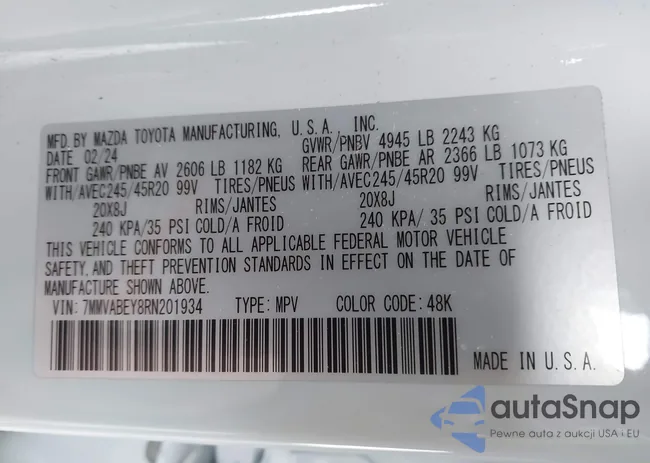 MFD. BY MAZDA TOYOTA MANUFACTURING, U.S.A. INC.
DATE 02/24 GVWR/PNBV 4945 LB 2243 KG
FRONT GAWR/PNBE AV 2606 LB 1182 KG REAR GAWR/PNBE AR 2366 LB 1073 KG
WITH/AVEC245/45R20 99V TIRES/PNEUS WITH/AVEC245/45R20 99V TIRES/PNEUS
20X8J RIMS/JANTES 20X8J RIMS/JANTES
240 KPA/35 PSI COLD/A FROID 240 KPA/ 35 PSI COLD/A FROID
THIS VEHICLE CONFORMS TO ALL APPLICABLE FEDERAL MOTOR VEHICLE
SAFETY, AND THEFT PREVENTION STANDARDS IN EFFECT ON THE DATE OF
MANUFACTURE SHOWN ABOVE.
VIN: 7MMVABEY8RN201934 TYPE: MPV COLOR CODE: 48K
MADE IN U.S.A.
autoSnap
Pewne auta z aukcji USA i EU